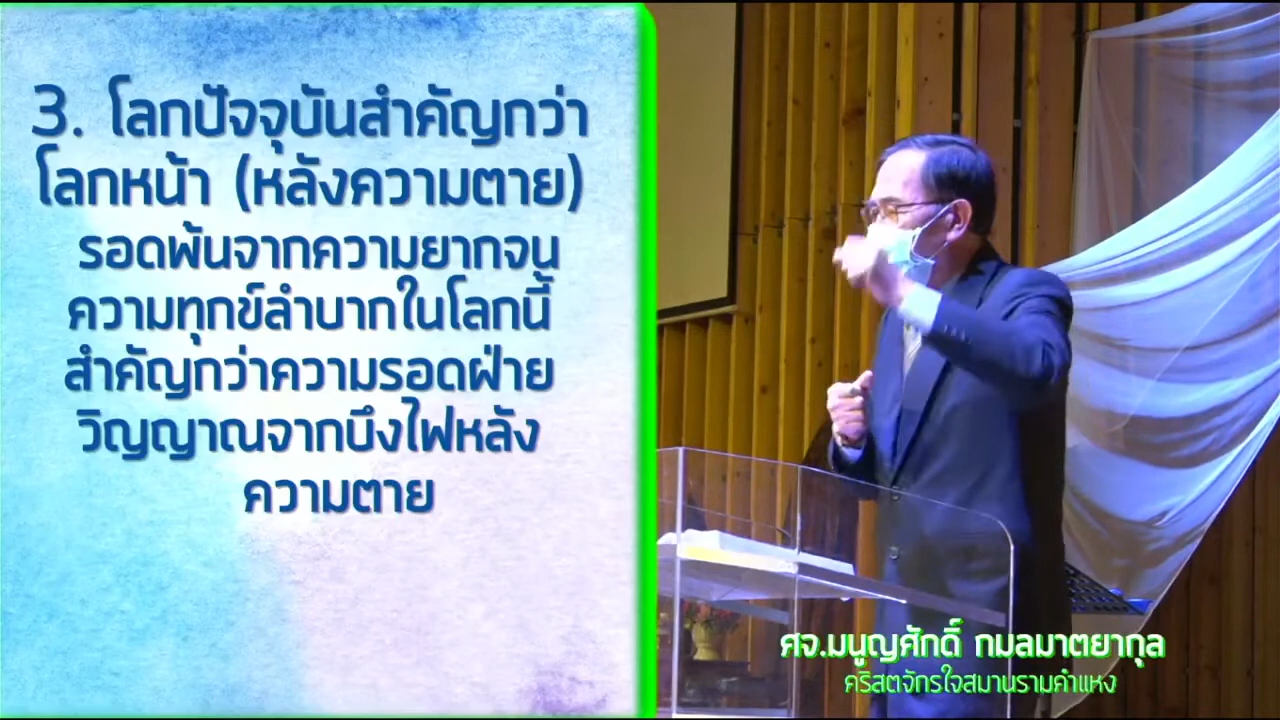 3. โลกปัจจุบันสำคัญกว่า
โลกหน้า (หลังความตาย)
รอดพ้นจากความยากจน
ความทุกข์ลำบากในโลกนี้
สำคัญกว่าความรอดฝ่าย
วิญญาณจากบึงไฟหลัง
ความตาย
ศจ.มนูญศักดิ์ กมลมาตยากุล
คริสตจักรใจสมานรามคำแหง